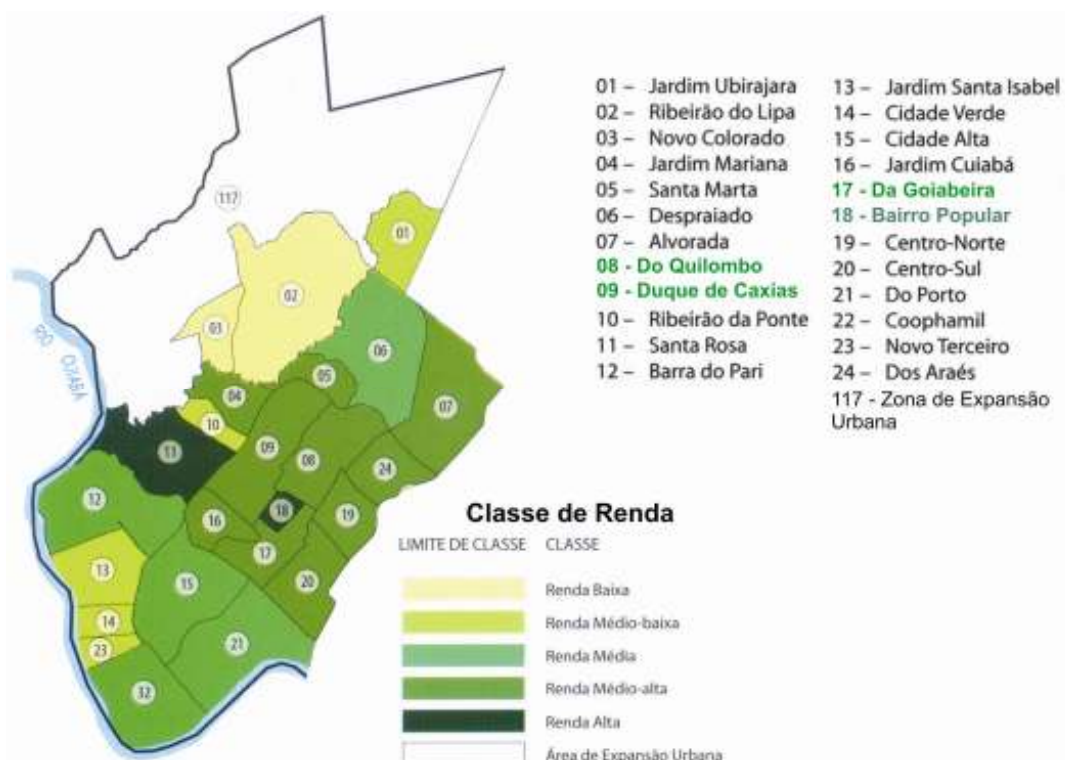 01 – Jardim Ubirajara
02 – Ribeirão do Lipa
03 – Novo Colorado
04 – Jardim Mariana
05 – Santa Marta
06 – Despraiado
07 – Alvorada
08 - Do Quilombo
09 - Duque de Caxias
10 – Ribeirão da Ponte
11 – Santa Rosa
12 – Barra do Pari
13 – Jardim Santa Isabel
14 – Cidade Verde
15 – Cidade Alta
16 – Jardim Cuiabá
17 - Da Goiabeira
18 - Bairro Popular
19 – Centro-Norte
20 – Centro-Sul
21 – Do Porto
22 – Coophamil
23 – Novo Terceiro
24 – Dos Araés
117 - Zona de Expansão
Urbana
117
01
02
03
06
05
04
07
10
09
11
08
24
12
18
19
16
17
13
15
20
14
23
21
32
RIO CUIABA
Classe de Renda
LIMITE DE CLASSE CLASSE
Renda Baixa
Renda Médio-baixa
Renda Média
Renda Médio-alta
Renda Alta
Área de Expansão Urbana